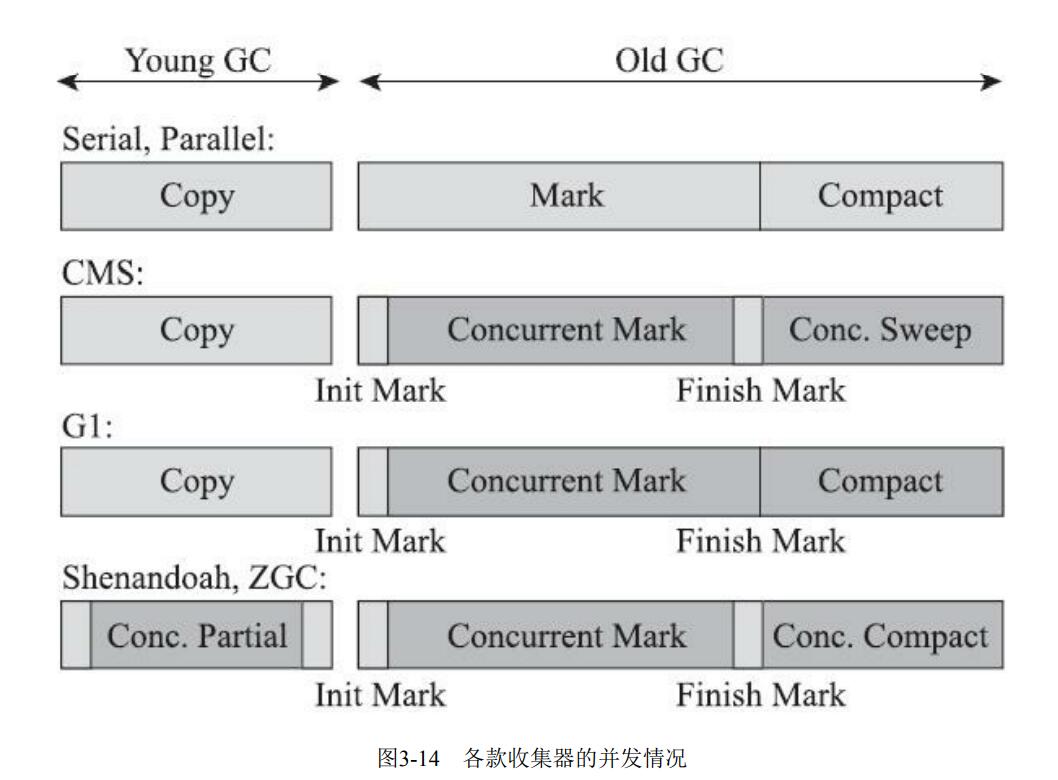 Young GC Old GC
Serial, Parallel:
Copy Mark Compact
CMS:
Copy Concurrent Mark Conc. Sweep
Init Mark Finish Mark
G1:
Copy Concurrent Mark Compact
Init Mark Finish Mark
Shenandoah, ZGC:
Conc. Partial Concurrent Mark Conc. Compact
Init Mark Finish Mark
图3-14 各款收集器的并发情况